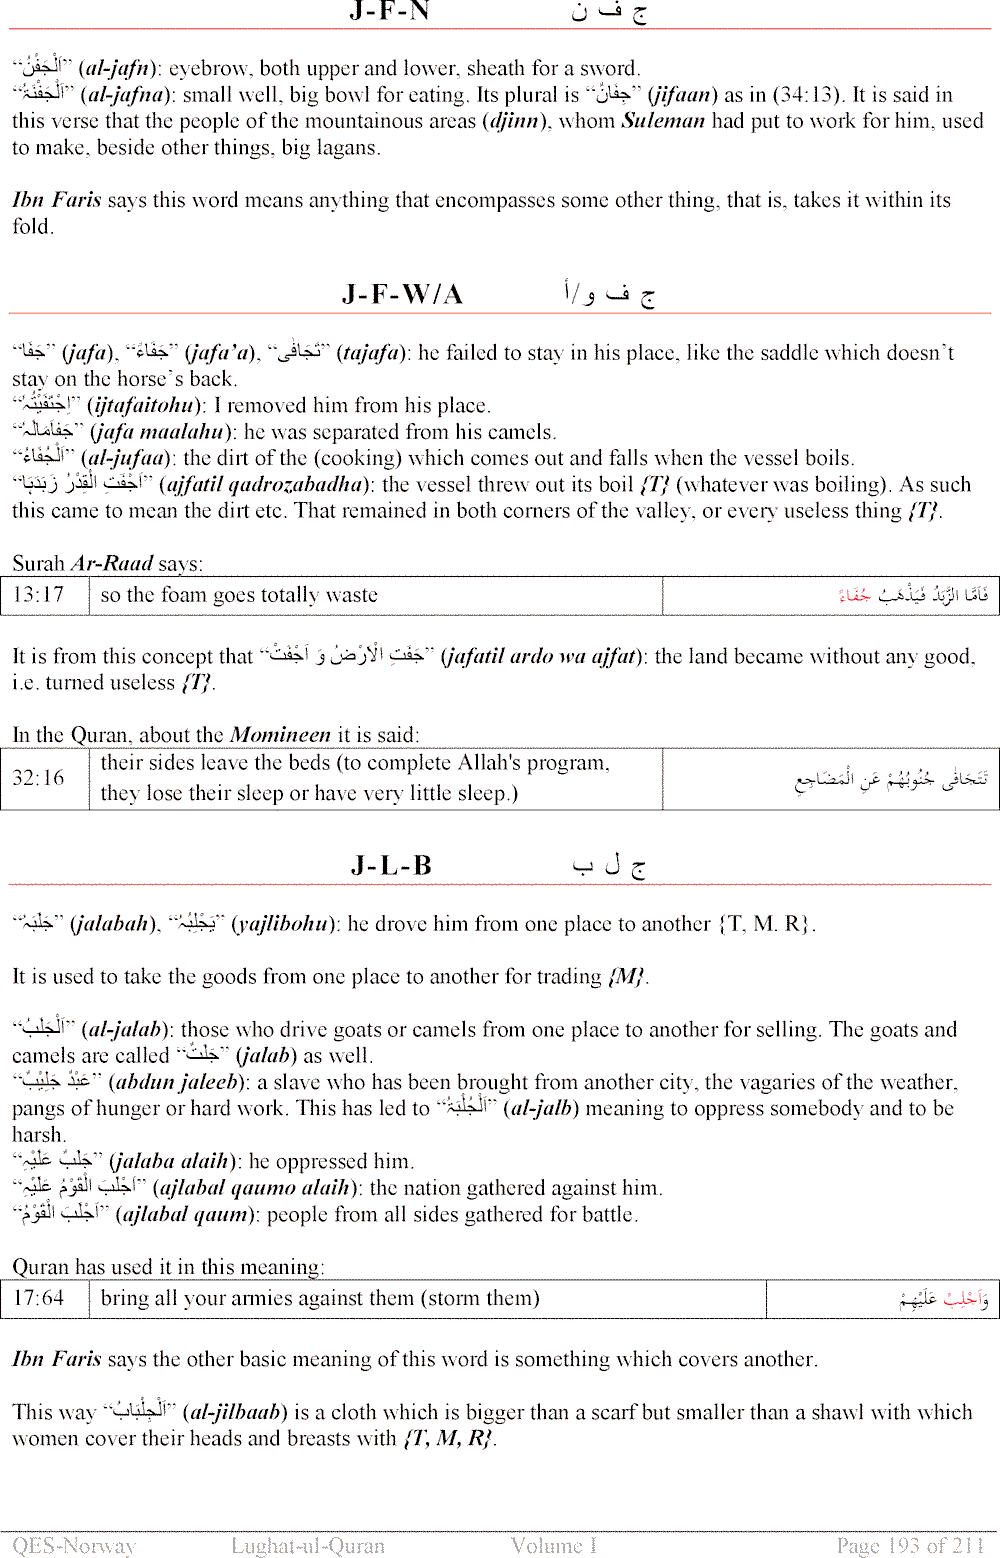 J-F-N ج ف ن
“اَلْجَفْنُ” (al-jafn): eyebrow, both upper and lower, sheath for a sword.
“اَلْجَفْنَۃُ” (al-jafna): small well, big bowl for eating. Its plural is “جِفَانٌ” (jifaan) as in (34:13). It is said in
this verse that the people of the mountainous areas (djinn), whom Suleman had put to work for him, used
to make, beside other things, big lagans.
Ibn Faris says this word means anything that encompasses some other thing, that is, takes it within its
fold.
J-F-W/A ج ف و/أ
“جَفَا” (jafa), “جَفَاءً” (jafa’a), “تَجَافٰی” (tajafa): he failed to stay in his place, like the saddle which doesn’t
stay on the horse’s back.
“اِجْتَفَیْتُہٗ” (ijtafaitohu): I removed him from his place.
“جَفَامَالَہٗ” (jafa maalahu): he was separated from his camels.
“اَلْجُفَاءُ” (al-jufaa): the dirt of the (cooking) which comes out and falls when the vessel boils.
“اَجْفَتِ الْقِدْرُ زَبَدَہَا” (ajfatil qadrozabadha): the vessel threw out its boil {T} (whatever was boiling). As such
this came to mean the dirt etc. That remained in both corners of the valley, or every useless thing {T}.
Surah Ar-Raad says:
13:17 so the foam goes totally waste فَاَمَّا الزَّبَدُ فَیَذْھَبُ جُفَاءً
It is from this concept that “جَفَتِ الْاَرْضُ وَ اَجْفَتْ” (jafatil ardo wa ajfat): the land became without any good,
i.e. turned useless {T}.
In the Quran, about the Momineen it is said:
32:16 their sides leave the beds (to complete Allah's program, تَتَجَافٰی جُنُوبُهُمْ عَنِ الْمَضَاجِعِ
they lose their sleep or have very little sleep.)
J-L-B ج ل ب
“جَلَبَہٗ” (jalabah), “یَجْلِبُہٗ” (yajlibohu): he drove him from one place to another {T, M. R}.
It is used to take the goods from one place to another for trading {M}.
“اَلْجَلَبُ” (al-jalab): those who drive goats or camels from one place to another for selling. The goats and
camels are called “جَلَبٌ” (jalab) as well.
“عَبْدٌ جَلِیْبٌ” (abdun jaleeb): a slave who has been brought from another city, the vagaries of the weather,
pangs of hunger or hard work. This has led to “اَلْجُلْبَۃُ” (al-jalb) meaning to oppress somebody and to be
harsh.
“جَلَبَ عَلَیْہِ” (jalaba alaih): he oppressed him.
“اَجْلَبَ الْقَوْمُ عَلَیْہِ” (ajlabal qaumo alaih): the nation gathered against him.
“اَجْلَبَ الْقَوْمُ” (ajlabal qaum): people from all sides gathered for battle.
Quran has used it in this meaning:
17:64 bring all your armies against them (storm them) وَاَجْلِبْ عَلَیْهِمْ
Ibn Faris says the other basic meaning of this word is something which covers another.
This way “اَلْجِلْبَابُ” (al-jilbaab) is a cloth which is bigger than a scarf but smaller than a shawl with which
women cover their heads and breasts with {T, M, R}.
QES-Norway Lughat-ul-Quran Volume I Page 193 of 211